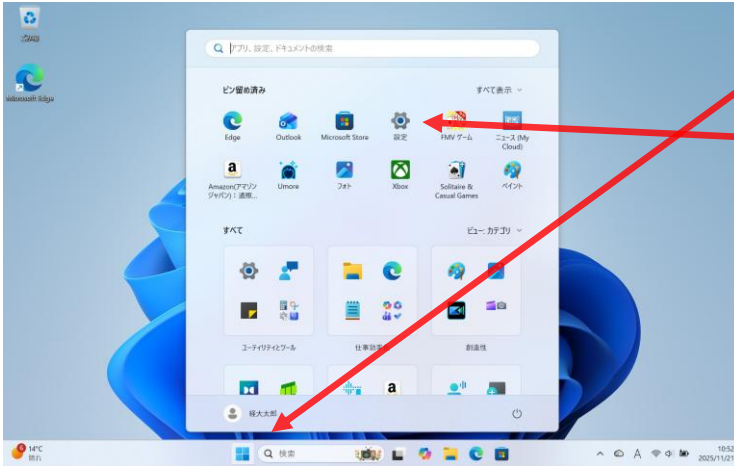 ごみ箱
Microsoft Edge
アプリ、設定、ドキュメントの検索
ピン留め済み
すべて表示
Edge
Outlook
Microsoft Store
設定
FMV ゲーム
ニュース (My
Cloud)
Amazon(アマゾン
ジャパン)：通販...
Umore
フォト
Xbox
Solitaire &
Casual Games
ペイント
すべて
ビュー: カテゴリ
ユーティリティとツール
仕事効率化
創造性
経大太郎
14°C
晴れ
検索
A
10:52
2025/11/21